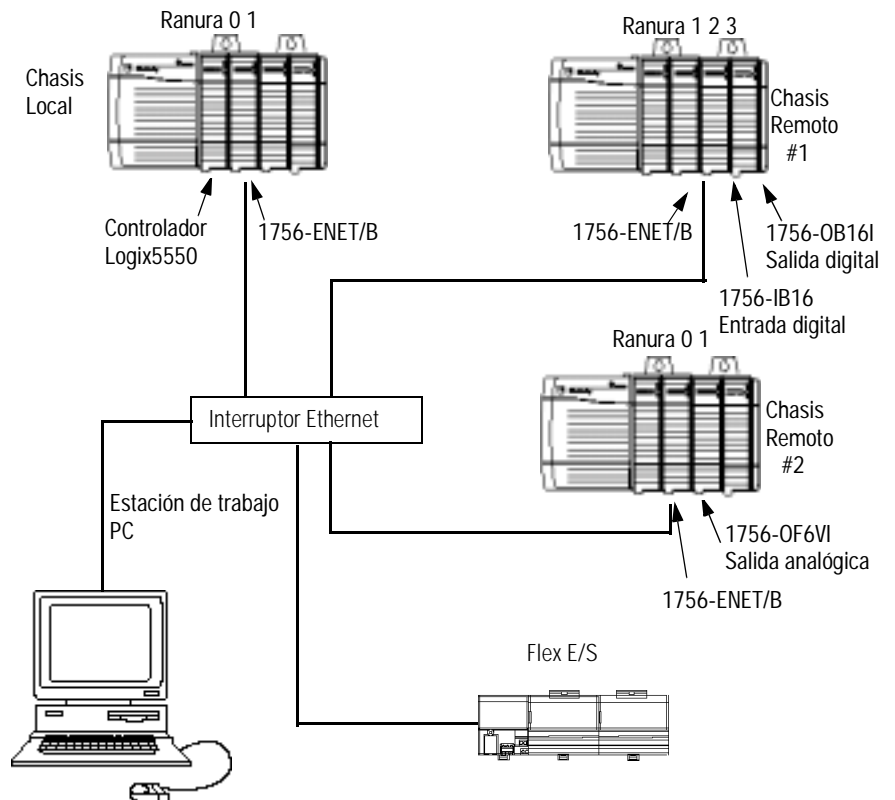 Ranura 0 1
Chasis
Local
Controlador
Logix5550
1756-ENET/B
Ranura 1 2 3
Chasis
Remoto
#1
1756-ENET/B
1756-OB16I
Salida digital
1756-IB16
Entrada digital
Ranura 0 1
Chasis
Remoto
#2
1756-OF6VI
Salida analógica
1756-ENET/B
Interruptor Ethernet
Estación de trabajo
PC
Flex E/S